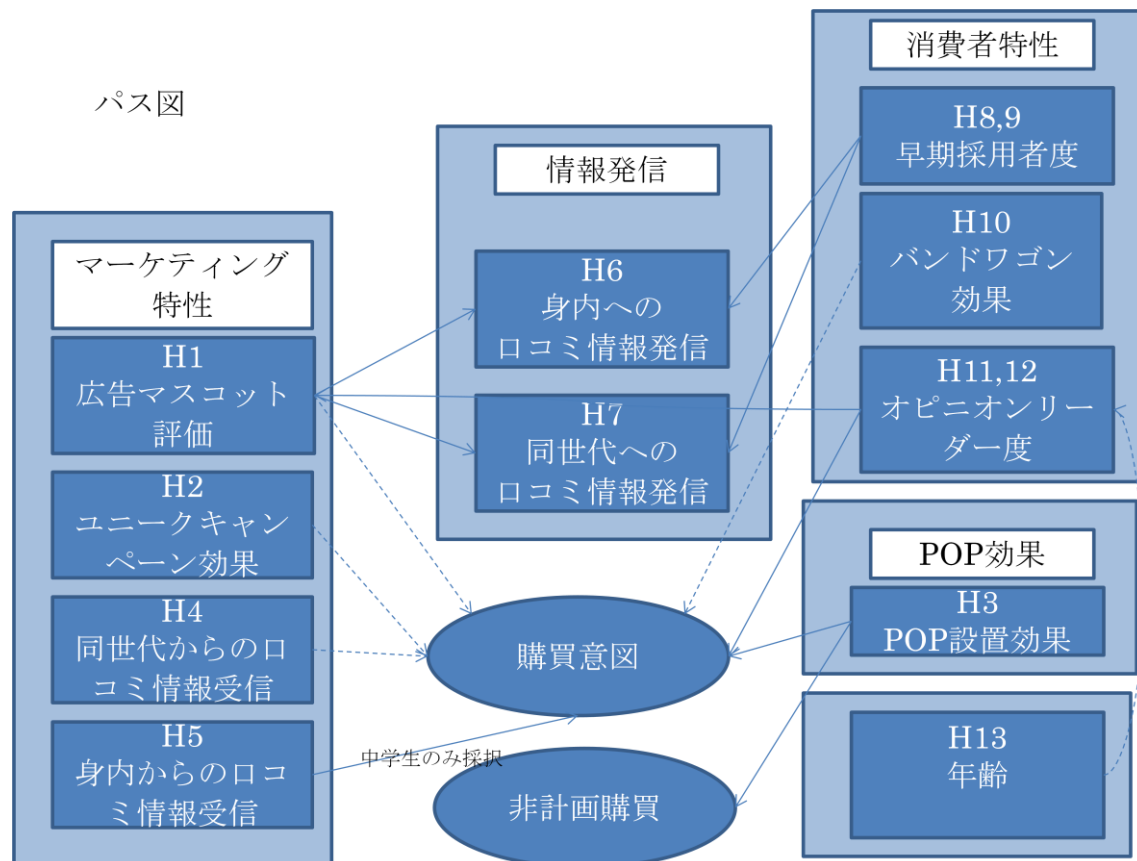 パス図
マーケティング
特性
H1
広告マスコット
評価
H2
ユニークキャン
ペーン効果
H4
同世代からの口
コミ情報受信
H5
身内からの口コ
ミ情報受信
情報発信
H6
身内への
口コミ情報発信
H7
同世代への
口コミ情報発信
購買意図
中学生のみ採択
非計画購買
消費者特性
H8,9
早期採用者度
H10
バンドワゴン
効果
H11,12
オピニオンリー
ダー度
POP効果
H3
POP設置効果
H13
年齢